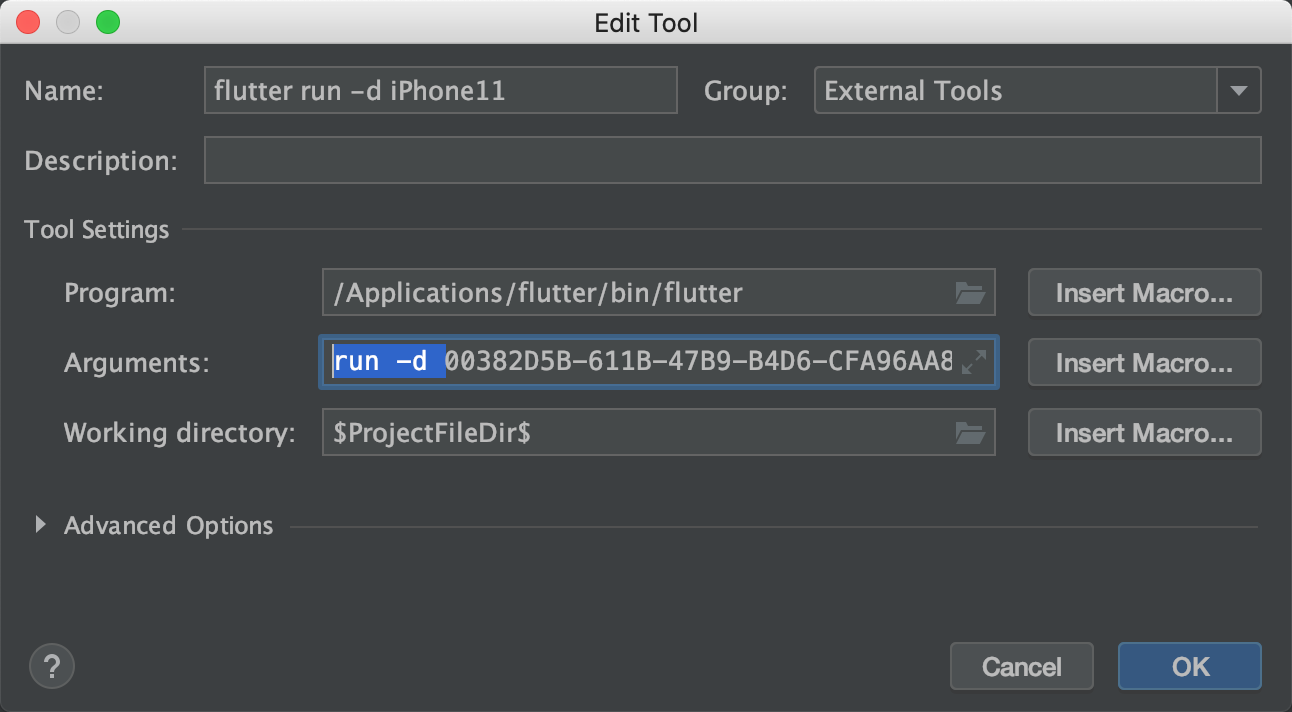 Edit Tool
Name: flutter run -d iPhone11 Group: External Tools
Description:
Tool Settings
Program: /Applications/flutter/bin/flutter Insert Macro...
Arguments: run -d 00382D5B-611B-47B9-B4D6-CFA96AA8 Insert Macro...
Working directory: $ProjectFileDir$ Insert Macro...
Advanced Options
? Cancel OK